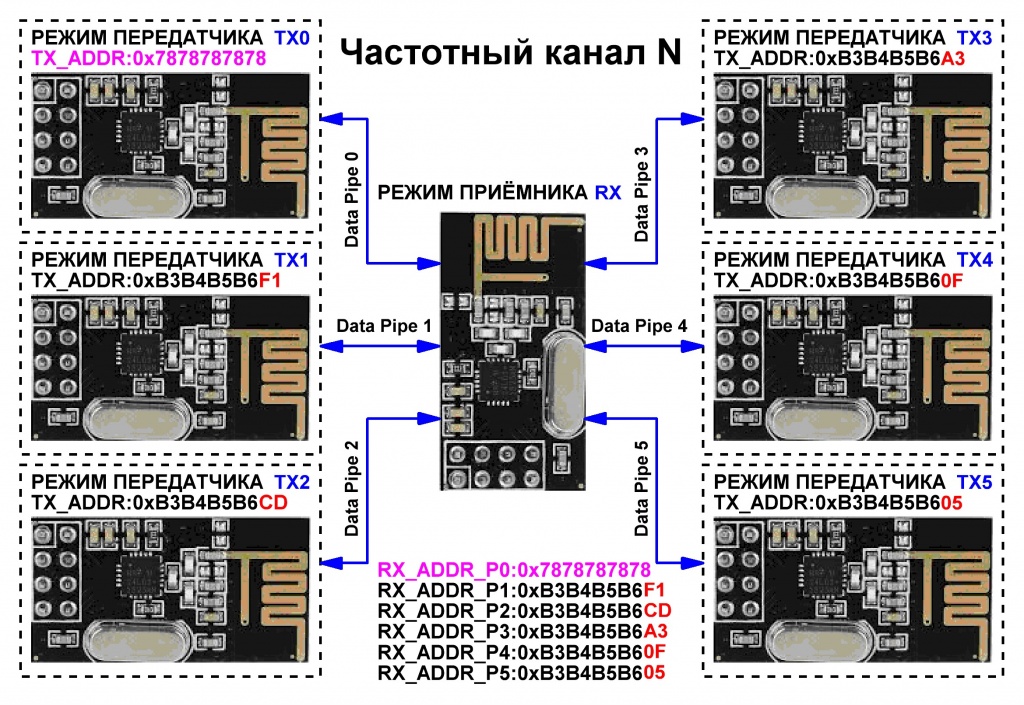 Частотный канал N
РЕЖИМ ПЕРЕДАТЧИКА TX0
TX_ADDR:0x7878787878
РЕЖИМ ПЕРЕДАТЧИКА TX1
TX_ADDR:0xB3B4B5B6F1
РЕЖИМ ПЕРЕДАТЧИКА TX2
TX_ADDR:0xB3B4B5B6CD
Data Pipe 0
Data Pipe 1
Data Pipe 2
РЕЖИМ ПРИЁМНИКА RX
Data Pipe 3
Data Pipe 4
Data Pipe 5
РЕЖИМ ПЕРЕДАТЧИКА TX3
TX_ADDR:0xB3B4B5B6A3
РЕЖИМ ПЕРЕДАТЧИКА TX4
TX_ADDR:0xB3B4B5B60F
РЕЖИМ ПЕРЕДАТЧИКА TX5
TX_ADDR:0xB3B4B5B605
RX_ADDR_P0:0x7878787878
RX_ADDR_P1:0xB3B4B5B6F1
RX_ADDR_P2:0xB3B4B5B6CD
RX_ADDR_P3:0xB3B4B5B6A3
RX_ADDR_P4:0xB3B4B5B60F
RX_ADDR_P5:0xB3B4B5B605